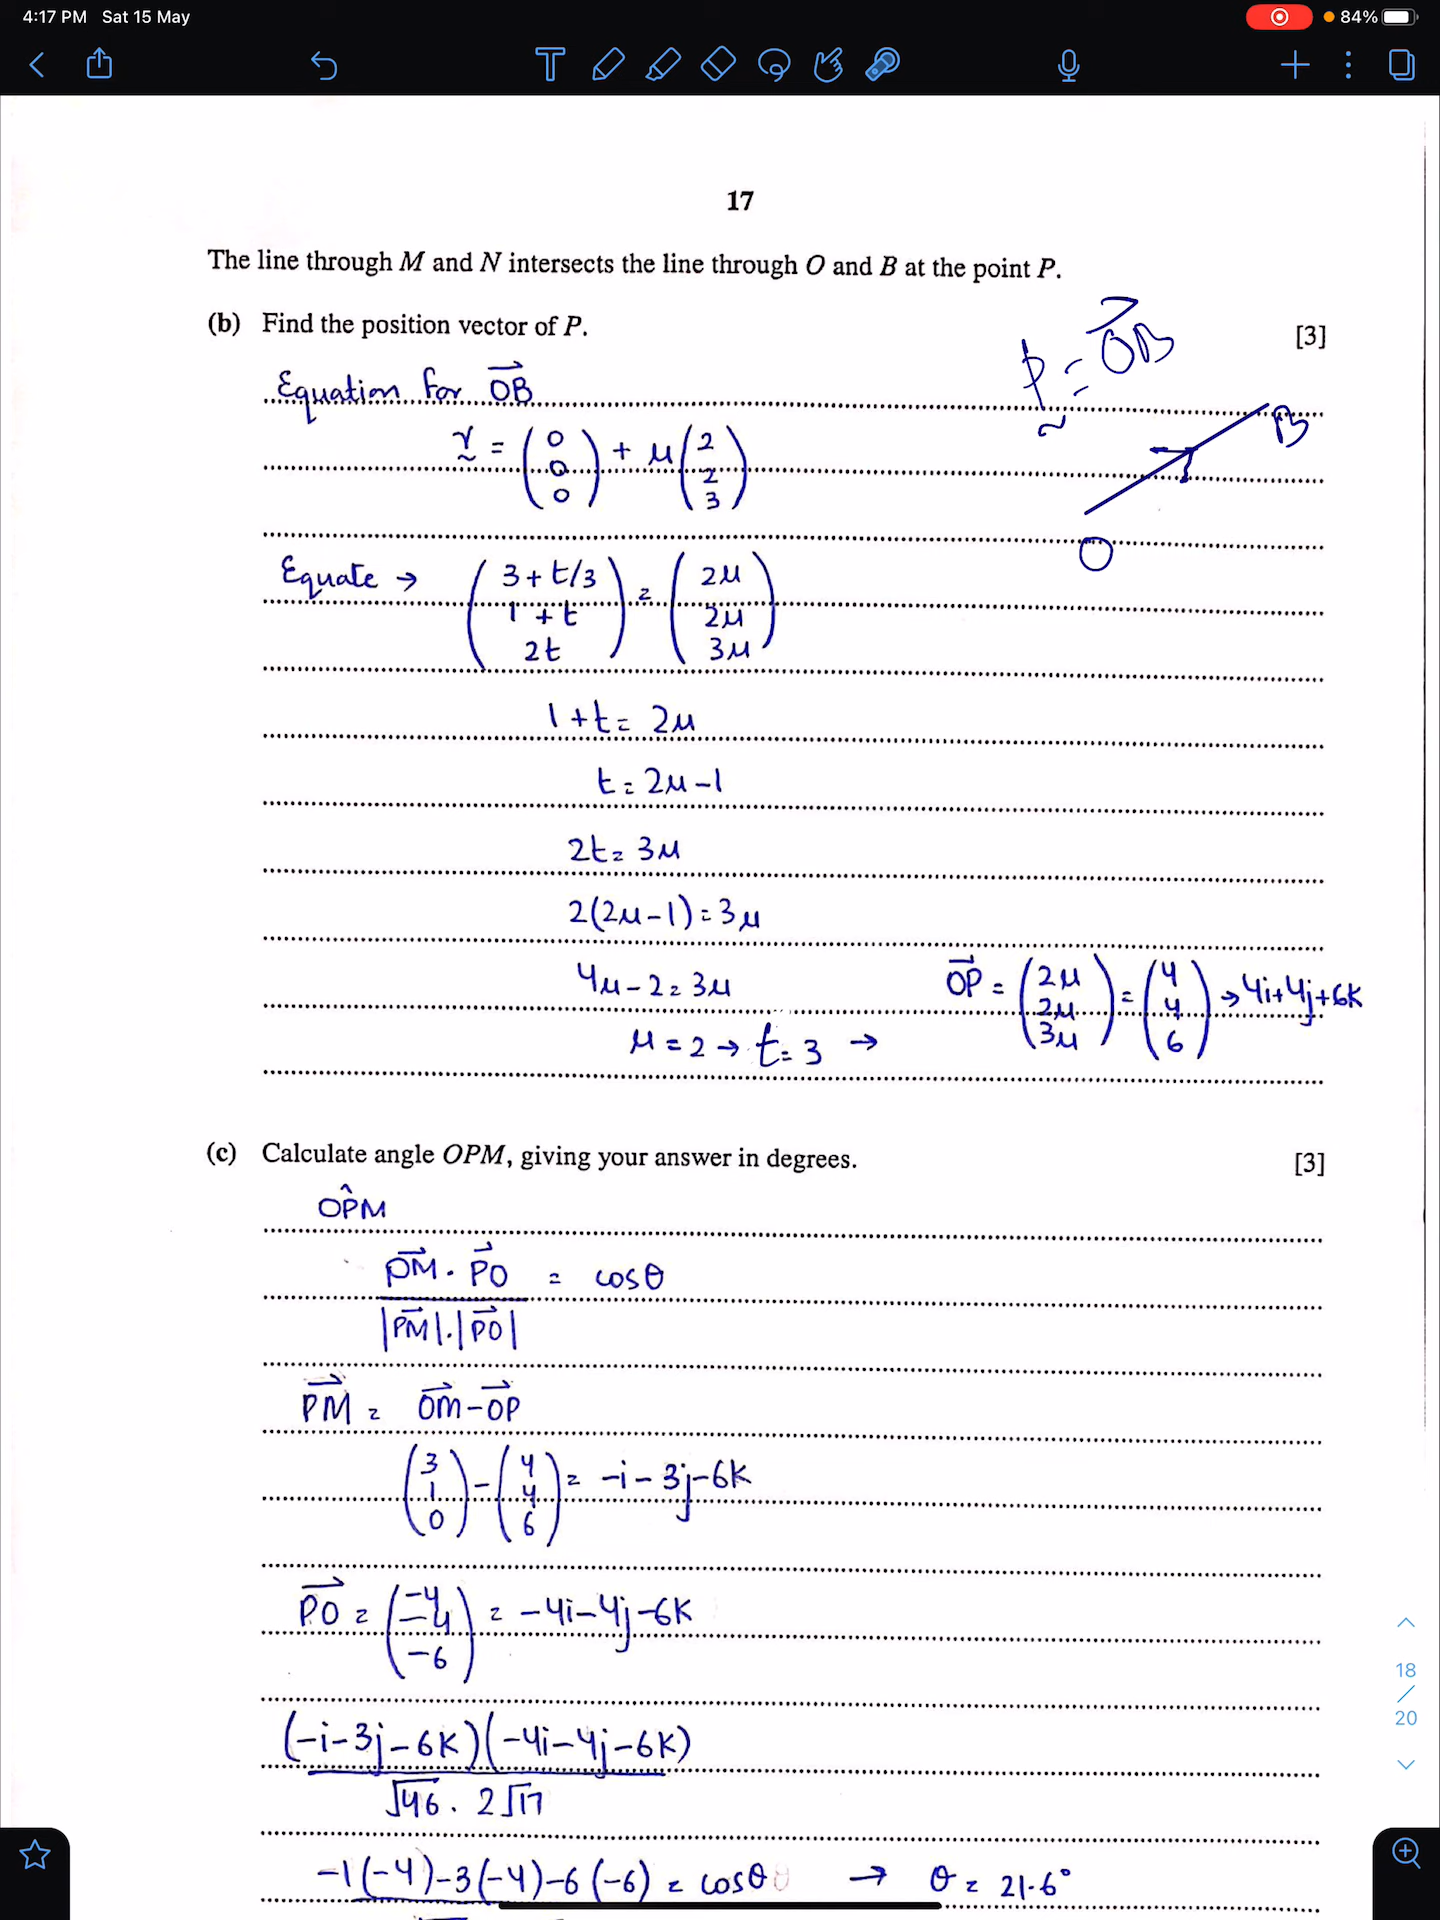 4:17 PM Sat 15 May
84%
17
The line through M and N intersects the line through O and B at the point P.
(b) Find the position vector of P. [3]
p = OB⃗
Equation for OB⃗
B
r = (0 0 0) + μ(2 2 3)
O
Equate → (3 + t/3 1 + t 2t) = (2μ 2μ 3μ)
1 + t = 2μ
t = 2μ - 1
2t = 3μ
2(2μ - 1) = 3μ
4μ - 2 = 3μ
OP⃗ = (2μ 2μ 3μ) = (4 4 6) → 4i+4j+6k
μ = 2 → t = 3 →
(c) Calculate angle OPM, giving your answer in degrees. [3]
OP̂M
PM⃗ . PO⃗ = cosθ
|PM⃗|.|PO⃗|
PM⃗ = OM⃗ - OP⃗
(3 1 0) - (4 4 6) = -i - 3j - 6k
PO⃗ = (-4 -4 -6) = -4i - 4j - 6k
18
/
20
(-i - 3j - 6k)(-4i - 4j - 6k)
√46 . 2√17
-1(-4) - 3(-4) - 6(-6) = cosθ → θ = 21.6°